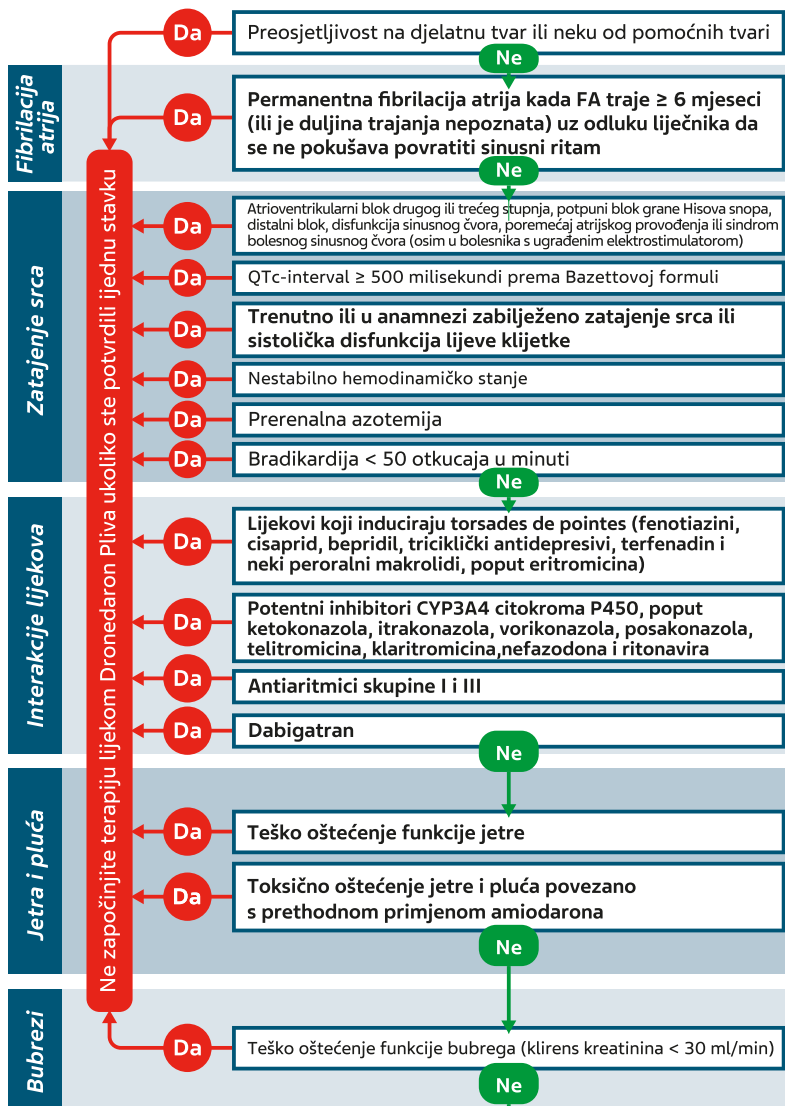 Da
Preosjetljivost na djelatnu tvar ili neku od pomoćnih tvari
Ne
Fibrilacija
atrija
Da
Permanentna fibrilacija atrija kada FA traje ≥ 6 mjeseci
(ili je duljina trajanja nepoznata) uz odluku liječnika da
se ne pokušava povratiti sinusni ritam
Ne
Ne započinjite terapiju lijekom Dronedaron Pliva ukoliko ste potvrdili ijednu stavku
Zatajenje srca
Da
Atrioventrikularni blok drugog ili trećeg stupnja, potpuni blok grane Hisova snopa,
distalni blok, disfunkcija sinusnog čvora, poremećaj atrijskog provođenja ili sindrom
bolesnog sinusnog čvora (osim u bolesnika s ugrađenim elektrostimulatorom)
Da
QTc-interval ≥ 500 milisekundi prema Bazettovoj formuli
Da
Trenutno ili u anamnezi zabilježeno zatajenje srca ili
sistolička disfunkcija lijeve klijetke
Da
Nestabilno hemodinamičko stanje
Da
Prerenalna azotemija
Da
Bradikardija < 50 otkucaja u minuti
Ne
Interakcije lijekova
Da
Lijekovi koji induciraju torsades de pointes (fenotiazini,
cisaprid, bepridil, triciklički antidepresivi, terfenadin i
neki peroralni makrolidi, poput eritromicina)
Da
Potentni inhibitori CYP3A4 citokroma P450, poput
ketokonazola, itrakonazola, vorikonazola, posakonazola,
telitromicina, klaritromicina,nefazodona i ritonavira
Da
Antiaritmici skupine I i III
Da
Dabigatran
Ne
Jetra i pluća
Da
Teško oštećenje funkcije jetre
Da
Toksično oštećenje jetre i pluća povezano
s prethodnom primjenom amiodarona
Ne
Bubrezi
Da
Teško oštećenje funkcije bubrega (klirens kreatinina < 30 ml/min)
Ne